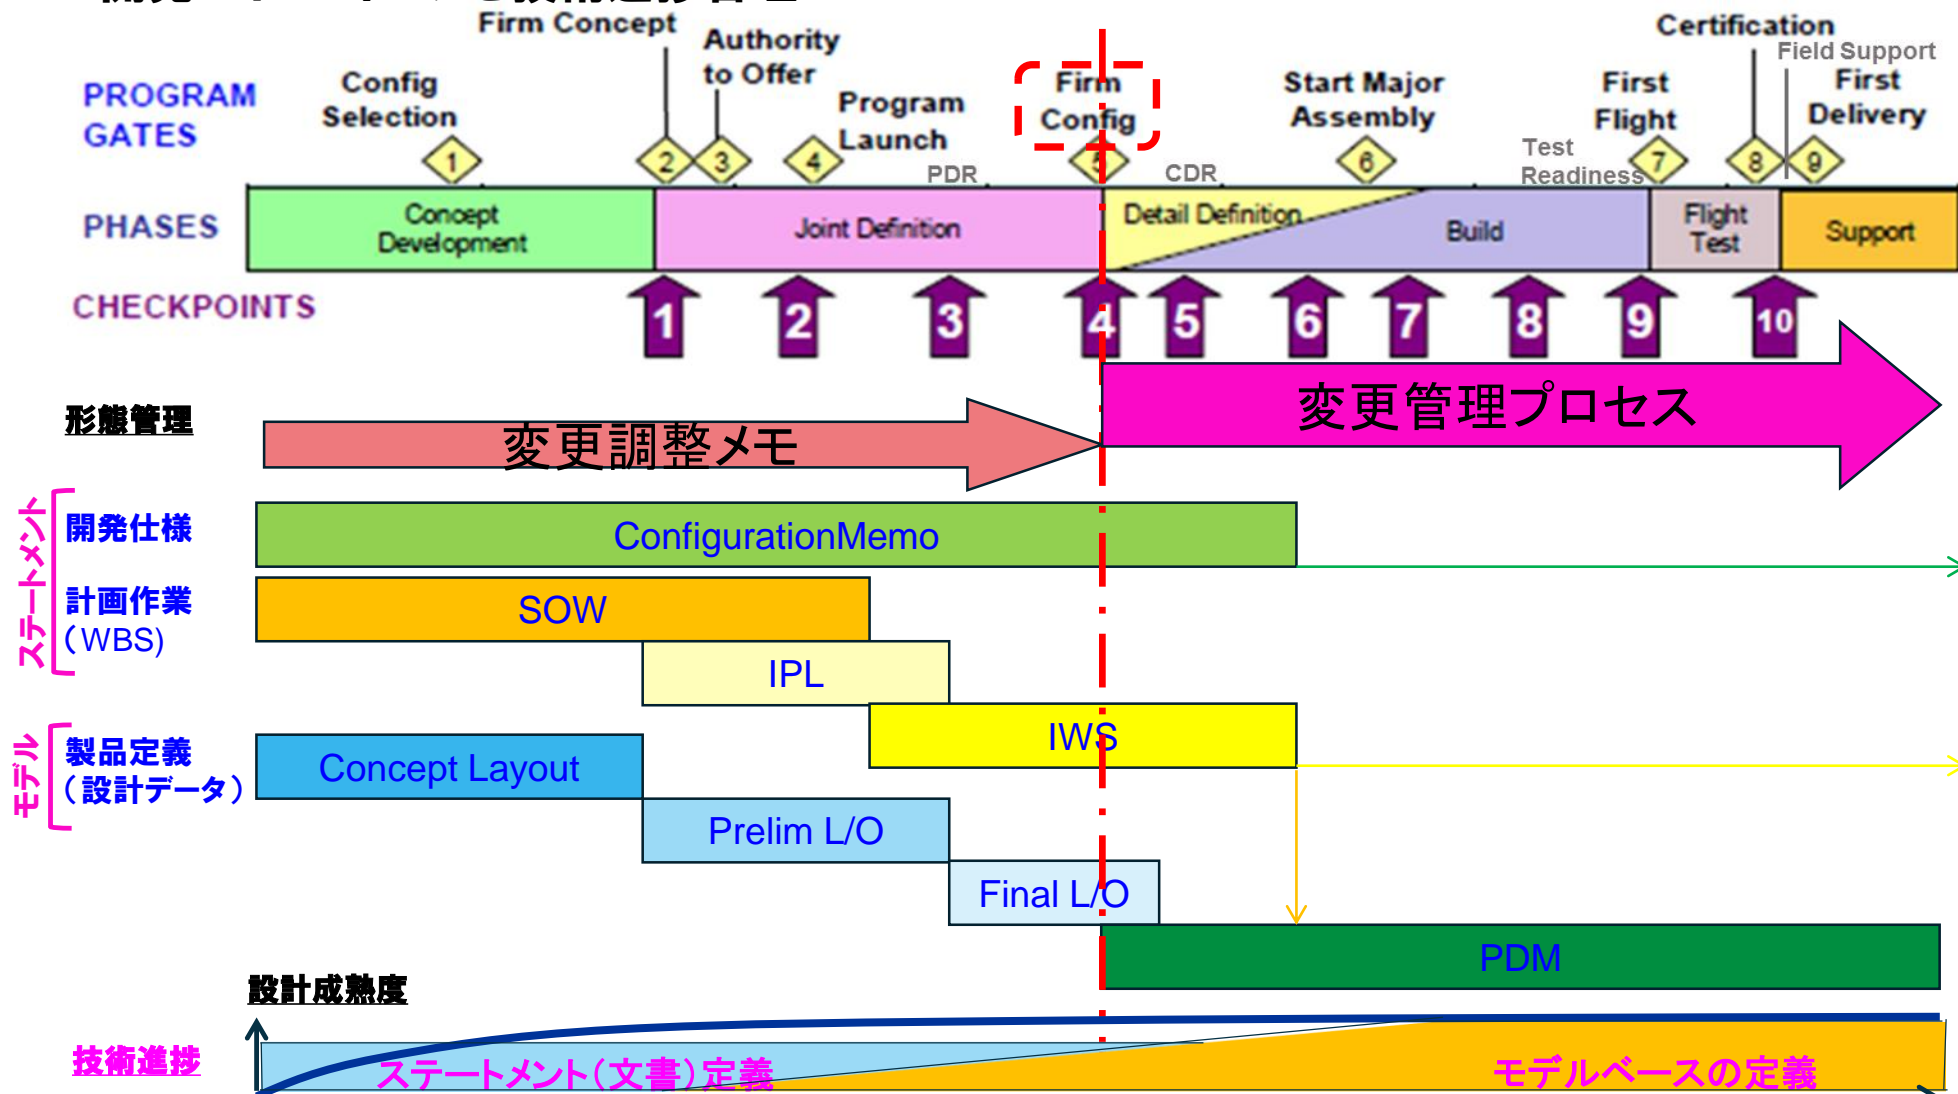 Firm Concept
Certification
Authority
to Offer
Field Support
Config
Selection
Program
Launch
Firm
Config
Start Major
Assembly
First
Flight
First
Delivery
PROGRAM
GATES
Test
Readiness
PDR
CDR
1
2
3
4
5
6
7
8
9
PHASES
Concept
Development
Joint Definition
Detail Definition
Build
Flight
Test
Support
CHECKPOINTS
1
2
3
4
5
6
7
8
9
10
形態管理
変更調整メモ
変更管理プロセス
ステートメント
開発仕様
ConfigurationMemo
計画作業
(WBS)
SOW
IPL
IWS
モデル
製品定義
(設計データ)
Concept Layout
Prelim L/O
Final L/O
PDM
設計成熟度
技術進捗
ステートメント(文書)定義
モデルベースの定義